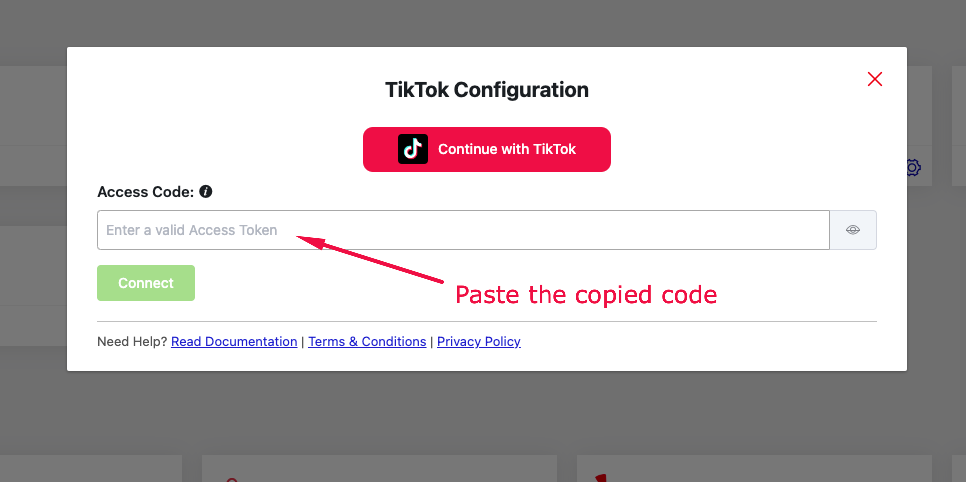 TikTok Configuration
Continue with TikTok
Access Code:
Enter a valid Access Token
Connect
Paste the copied code
Need Help? Read Documentation | Terms & Conditions | Privacy Policy